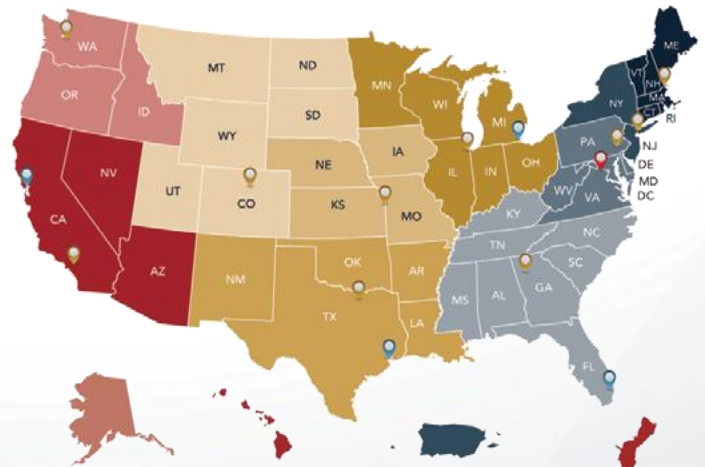 WA
ME
MT
ND
VT
NH
OR
MN
ID
SD
WI
NY
MA
MI
CT
RI
WY
IA
PA
NJ
NE
OH
DE
NV
IL
IN
MD
UT
CO
WV
VA
DC
KS
MO
CA
KY
NC
TN
OK
AZ
NM
AR
SC
MS
AL
GA
TX
LA
FL